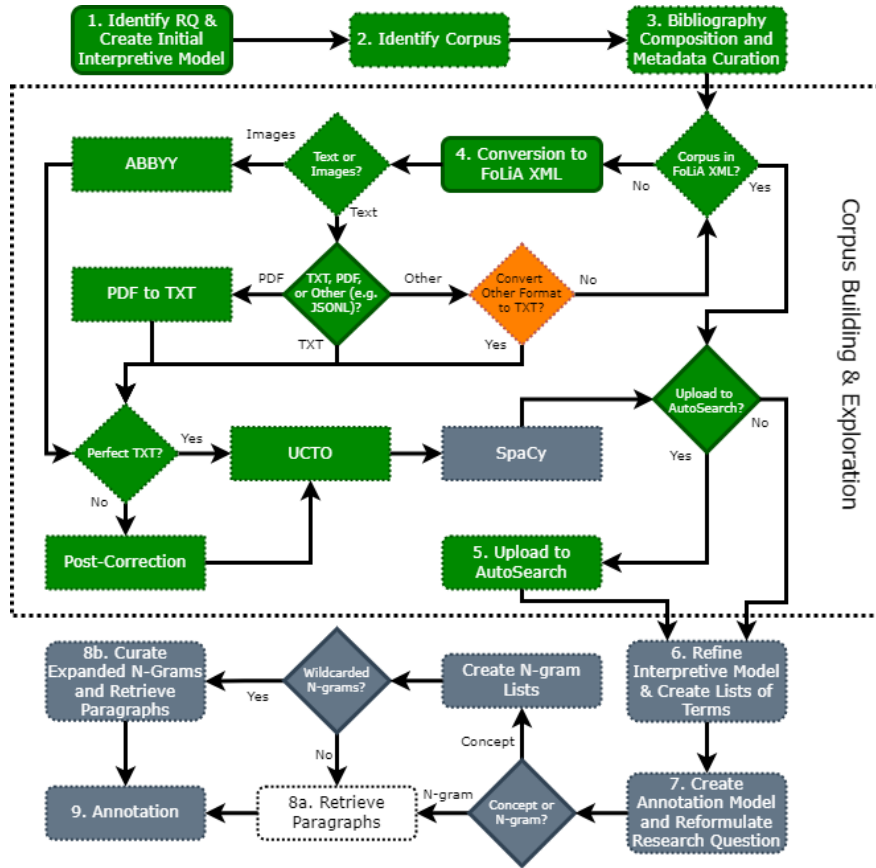 1. Identify RQ &
Create Initial
Interpretive Model
2. Identify Corpus
3. Bibliography
Composition and
Metadata Curation
Images
ABBYY
Text or
Images?
4. Conversion to
FoLiA XML
Corpus in
FoLiA XML?
No
Yes
Text
PDF to TXT
PDF
TXT, PDF,
or Other (e.g.
JSONL)?
Other
Convert
Other Format
to TXT?
No
TXT
Yes
Corpus Building & Exploration
Perfect TXT?
Yes
UCTO
SpaCy
Upload to
AutoSearch?
No
Yes
No
Post-Correction
5. Upload to
AutoSearch
8b. Curate
Expanded N-Grams
and Retrieve
Paragraphs
Yes
Wildcarded
N-grams?
Create N-gram
Lists
6. Refine
Interpretive Model
& Create Lists of
Terms
No
Concept
9. Annotation
8a. Retrieve
Paragraphs
N-gram
Concept or
N-gram?
7. Create
Annotation Model
and Reformulate
Research Question